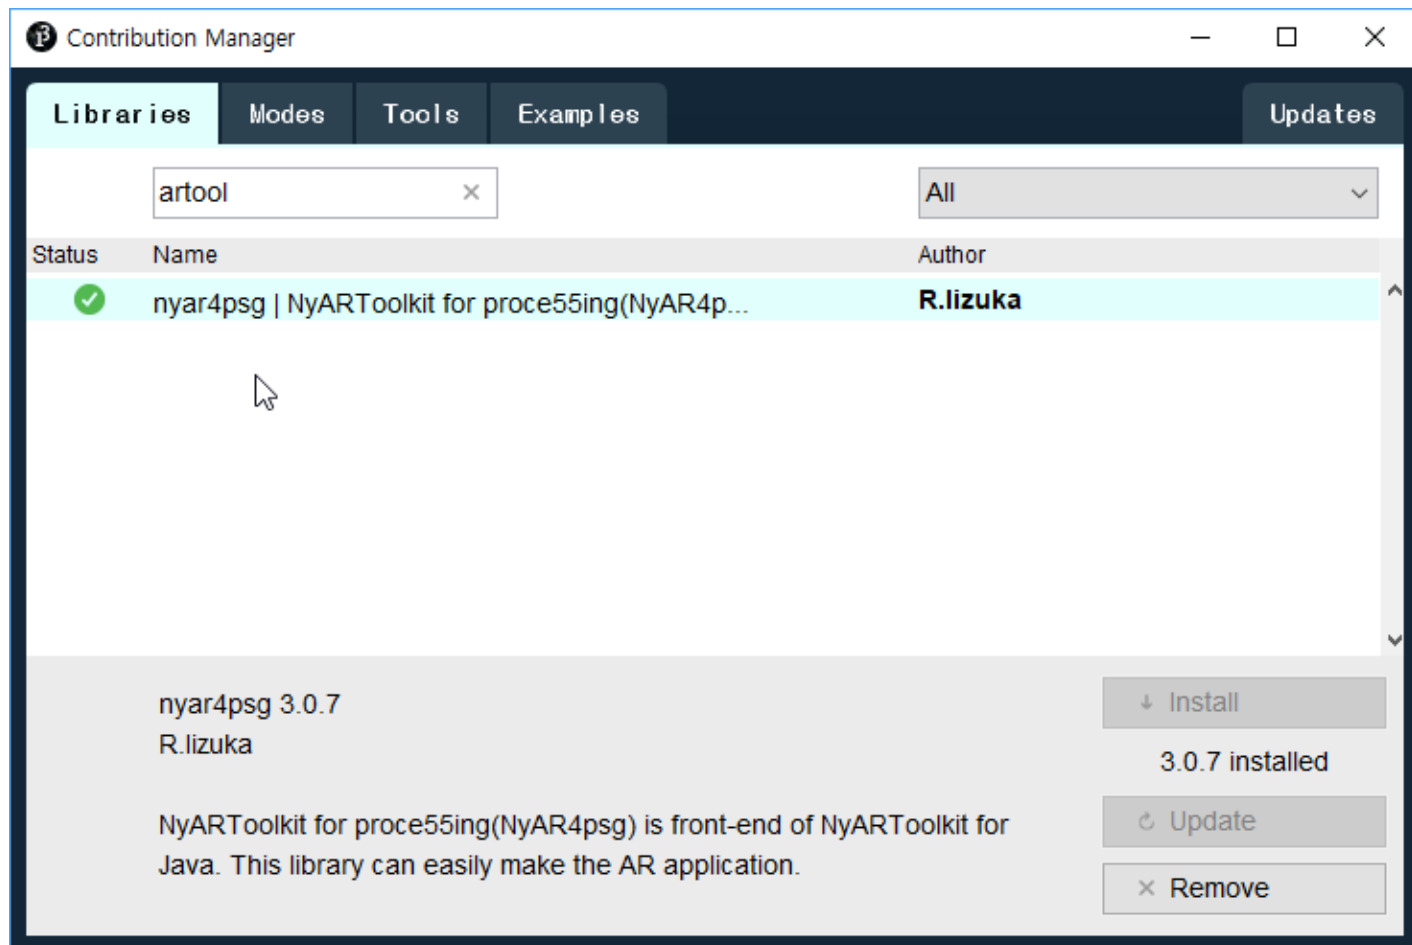 Contribution Manager
Libraries Modes Tools Examples Updates
artool All
Status Name Author
nyar4psg | NyARToolkit for proce55ing(NyAR4p... R.Iizuka
nyar4psg 3.0.7
R.Iizuka
Install
3.0.7 installed
NyARToolkit for proce55ing(NyAR4psg) is front-end of NyARToolkit for
Java. This library can easily make the AR application.
Update
Remove